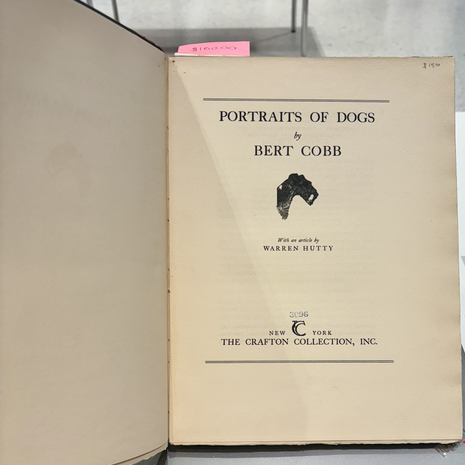 $150
PORTRAITS OF DOGS
by
BERT COBB
With an article by
WARREN HUTTY
3096
NEW YORK
THE CRAFTON COLLECTION, INC.